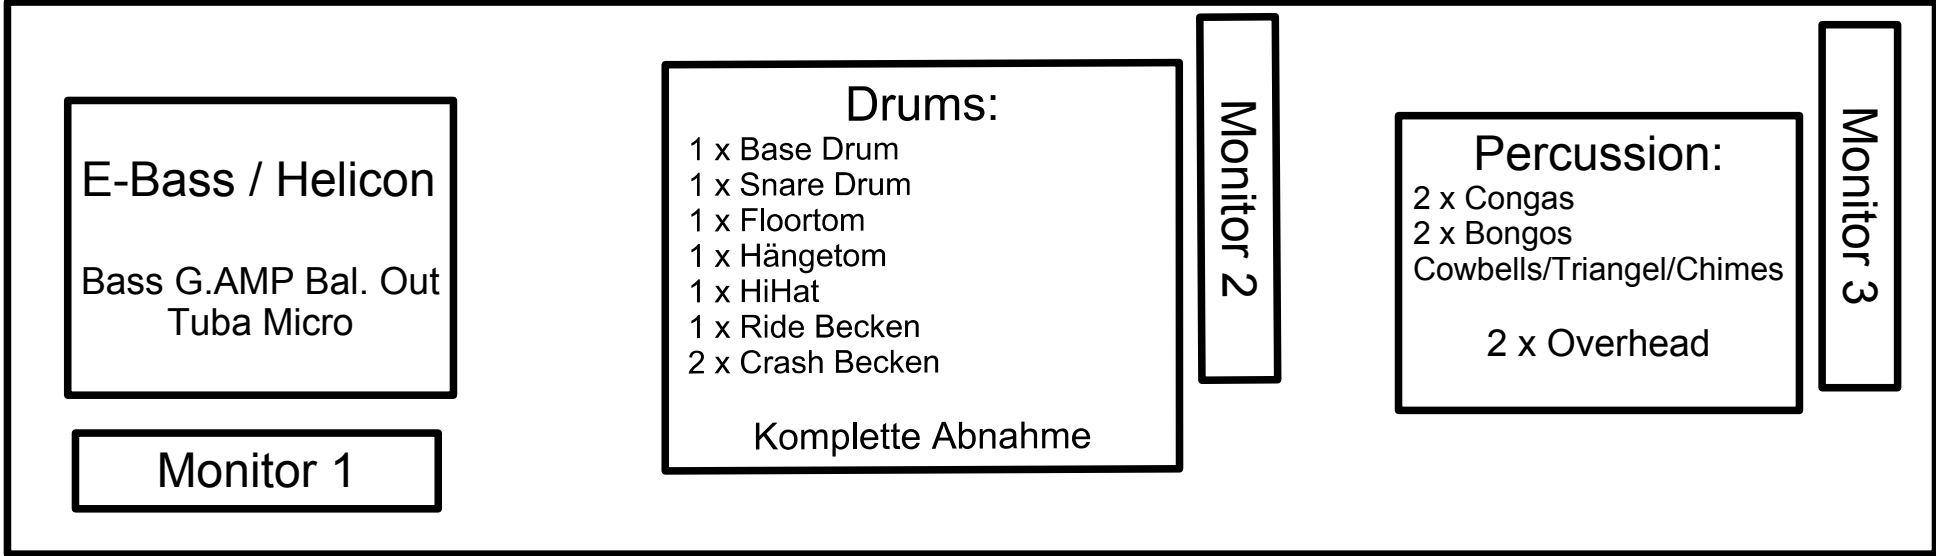 E-Bass / Helicon
Bass G.AMP Bal. Out
Tuba Micro
Monitor 1
Drums:
1 x Base Drum
1 x Snare Drum
1 x Floortom
1 x Hängetom
1 x HiHat
1 x Ride Becken
2 x Crash Becken
Komplette Abnahme
Monitor 2
Percussion:
2 x Congas
2 x Bongos
Cowbells/Triangel/Chimes
2 x Overhead
Monitor 3